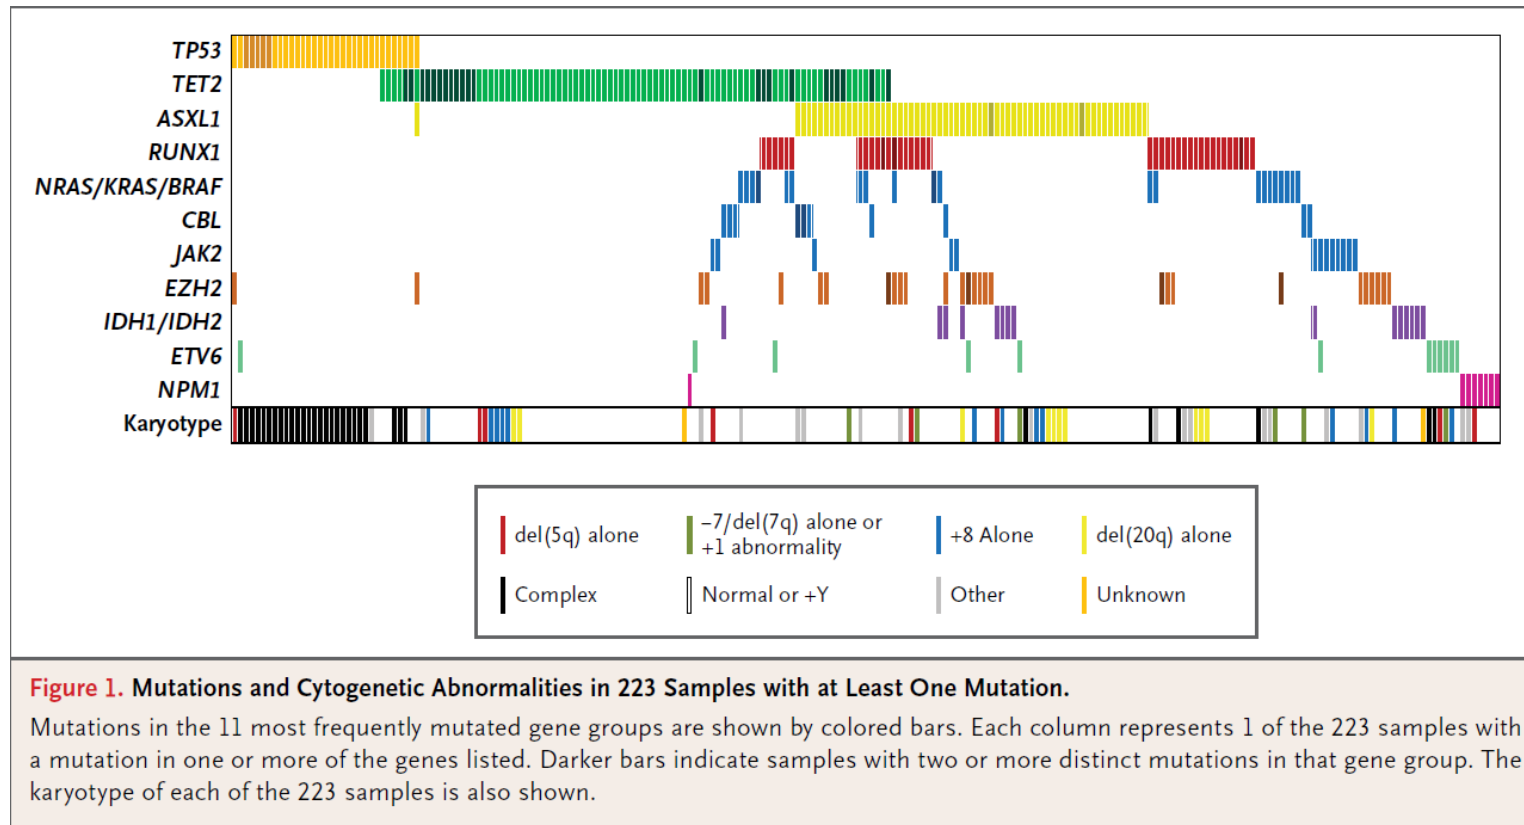 TP53
TET2
ASXL1
RUNX1
NRAS/KRAS/BRAF
CBL
JAK2
EZH2
IDH1/IDH2
ETV6
NPM1
Karyotype
del(5q) alone
–7/del(7q) alone or
+1 abnormality
+8 Alone
del(20q) alone
Complex
Normal or +Y
Other
Unknown
Figure 1. Mutations and Cytogenetic Abnormalities in 223 Samples with at Least One Mutation.
Mutations in the 11 most frequently mutated gene groups are shown by colored bars. Each column represents 1 of the 223 samples with
a mutation in one or more of the genes listed. Darker bars indicate samples with two or more distinct mutations in that gene group. The
karyotype of each of the 223 samples is also shown.